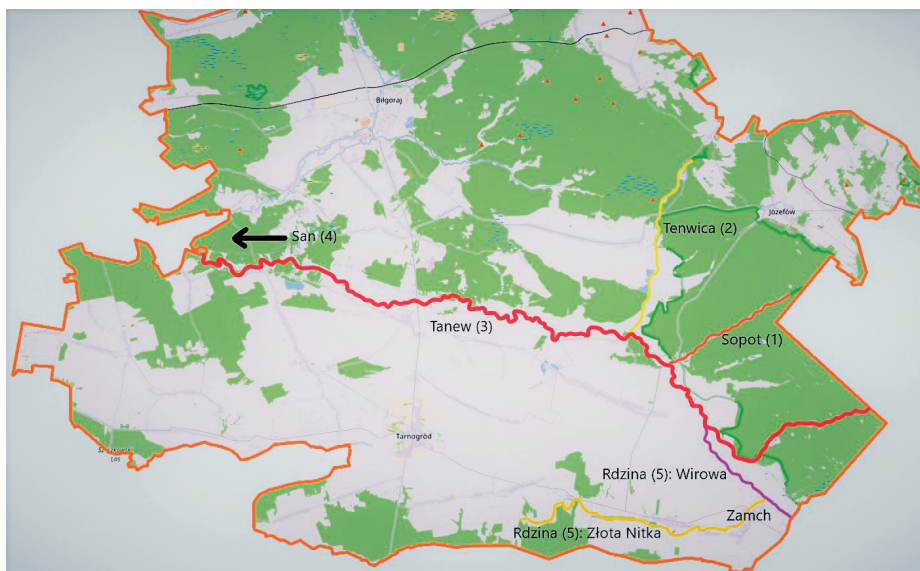 Biłgoraj
Józefów
Tenwica (2)
San (4)
Tanew (3)
Sopot (1)
Tarnogród
Las
Rdzina (5): Wirowa
Zamch
Rdzina (5): Złota Nitka